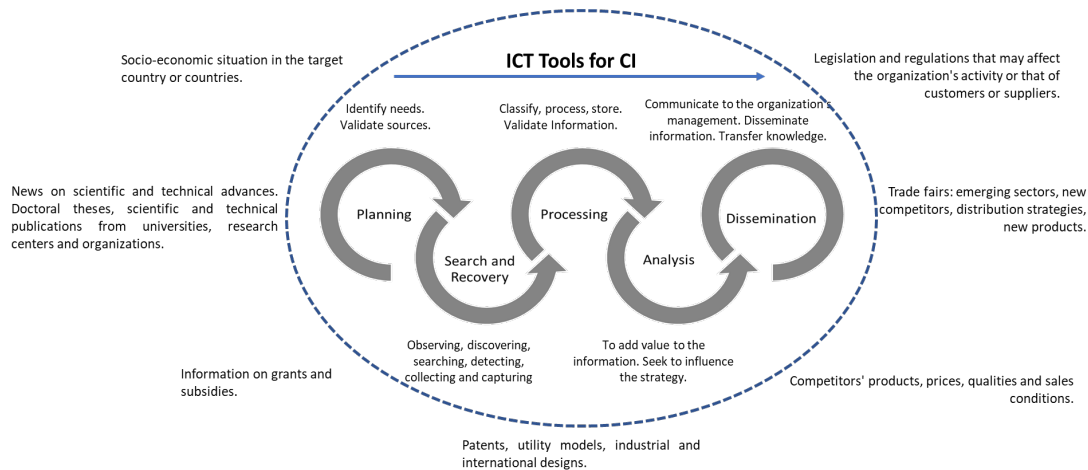 Socio-economic situation in the target
country or countries.
ICT Tools for CI
Legislation and regulations that may affect
the organization's activity or that of
customers or suppliers.
Identify needs.
Validate sources.
Classify, process, store.
Validate Information.
Communicate to the organization's
management. Disseminate
information. Transfer knowledge.
News on scientific and technical advances.
Doctoral theses, scientific and technical
publications from universities, research
centers and organizations.
Planning
Search and
Recovery
Processing
Analysis
Dissemination
Trade fairs: emerging sectors, new
competitors, distribution strategies,
new products.
Observing, discovering,
searching, detecting,
collecting and capturing
To add value to the
information. Seek to influence
the strategy.
Information on grants and
subsidies.
Competitors' products, prices, qualities and sales
conditions.
Patents, utility models, industrial and
international designs.